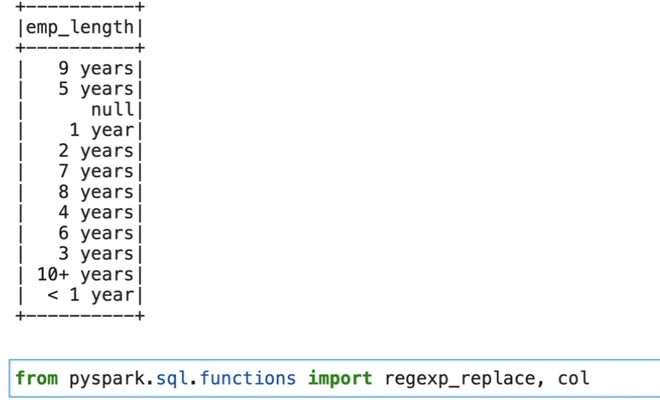 +----------+
|emp_length|
+----------+
|   9 years|
|   5 years|
|      null|
|    1 year|
|   2 years|
|   7 years|
|   8 years|
|   4 years|
|   6 years|
|   3 years|
| 10+ years|
|  < 1 year|
+----------+
from pyspark.sql.functions import regexp_replace, col